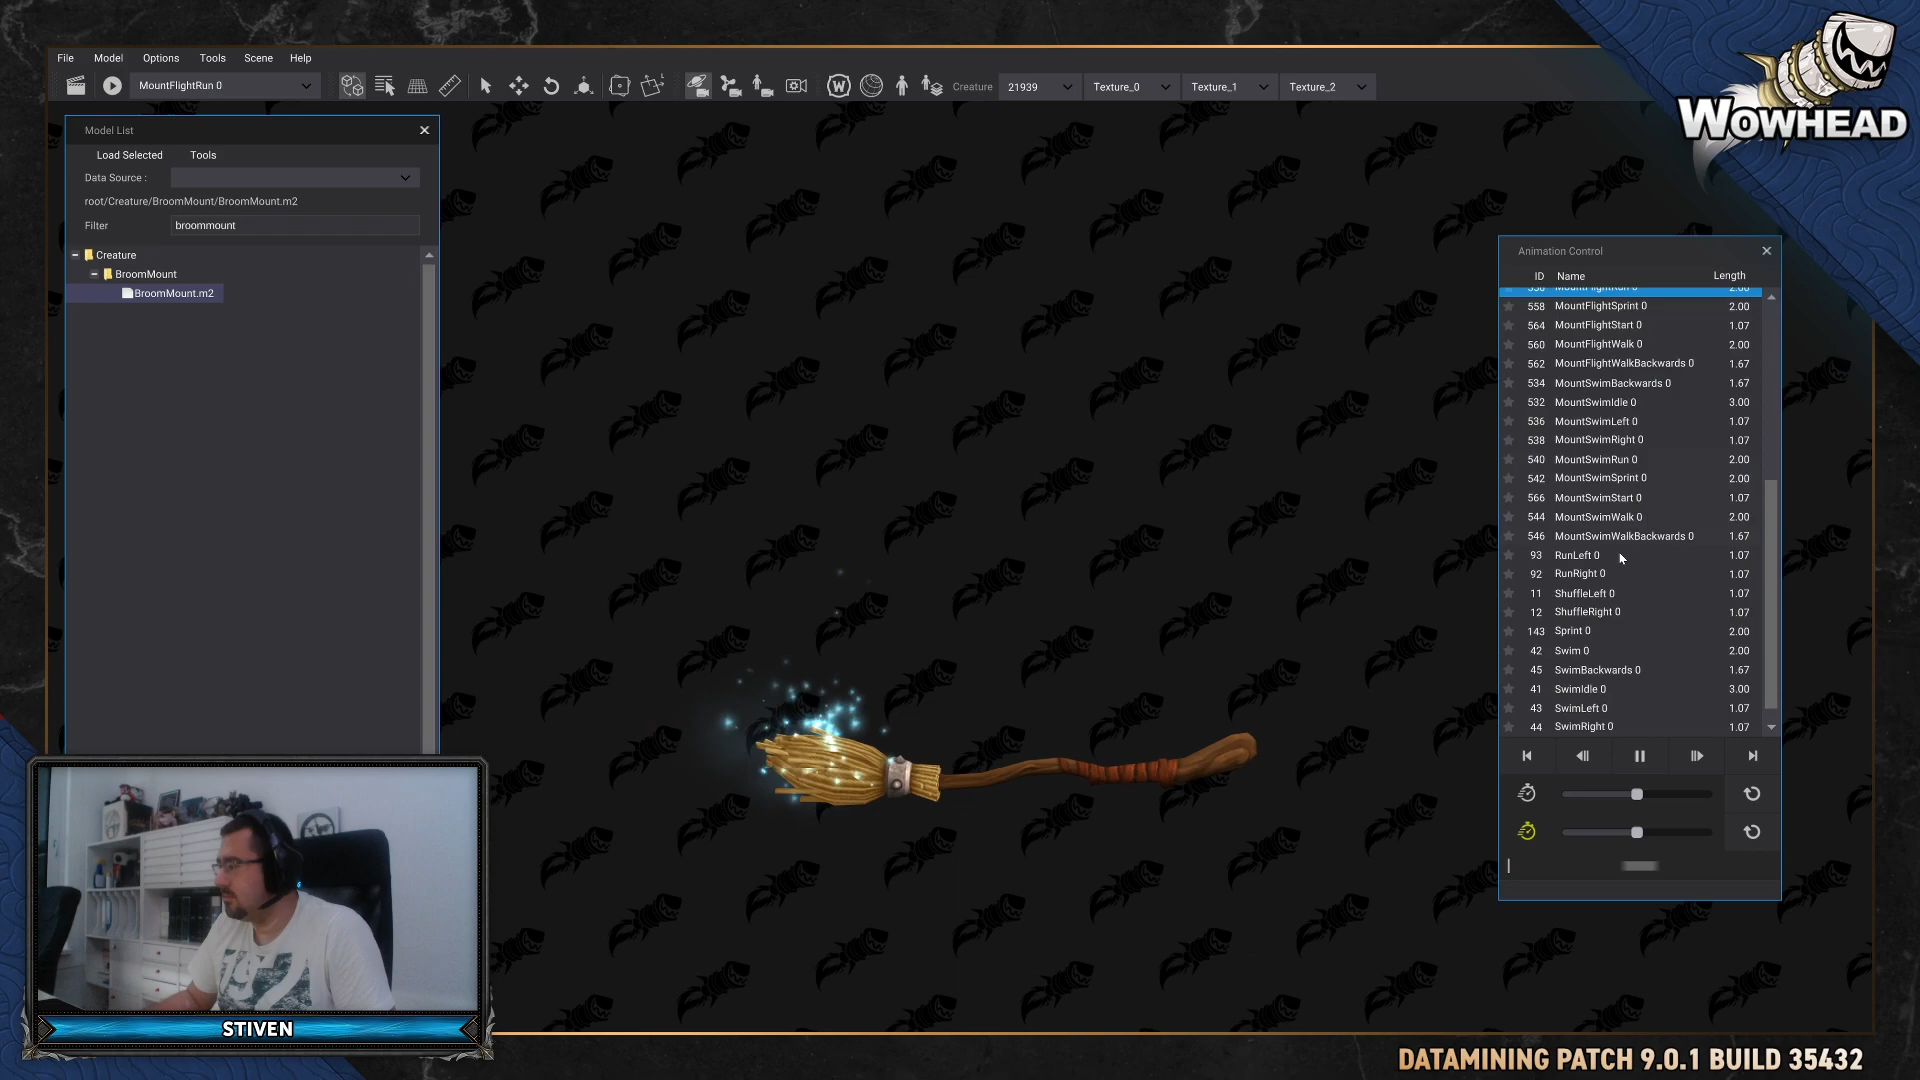 File Model Options Tools Scene Help
MountFlightRun 0
Creature 21939 Texture_0 Texture_1 Texture_2
WOWHEAD
Model List
Load Selected Tools
Data Source :
root/Creature/BroomMount/BroomMount.m2
Filter broommount
Creature
BroomMount
BroomMount.m2
Animation Control
ID Name Length
556 MountFlightRun 0 2.00
558 MountFlightSprint 0 2.00
564 MountFlightStart 0 1.07
560 MountFlightWalk 0 2.00
562 MountFlightWalkBackwards 0 1.67
534 MountSwimBackwards 0 1.67
532 MountSwimIdle 0 3.00
536 MountSwimLeft 0 1.07
538 MountSwimRight 0 1.07
540 MountSwimRun 0 2.00
542 MountSwimSprint 0 2.00
566 MountSwimStart 0 1.07
544 MountSwimWalk 0 2.00
546 MountSwimWalkBackwards 0 1.67
93 RunLeft 0 1.07
92 RunRight 0 1.07
11 ShuffleLeft 0 1.07
12 ShuffleRight 0 1.07
143 Sprint 0 2.00
42 Swim 0 2.00
45 SwimBackwards 0 1.67
41 SwimIdle 0 3.00
43 SwimLeft 0 1.07
44 SwimRight 0 1.07
STIVEN
DATAMINING PATCH 9.0.1 BUILD 35432